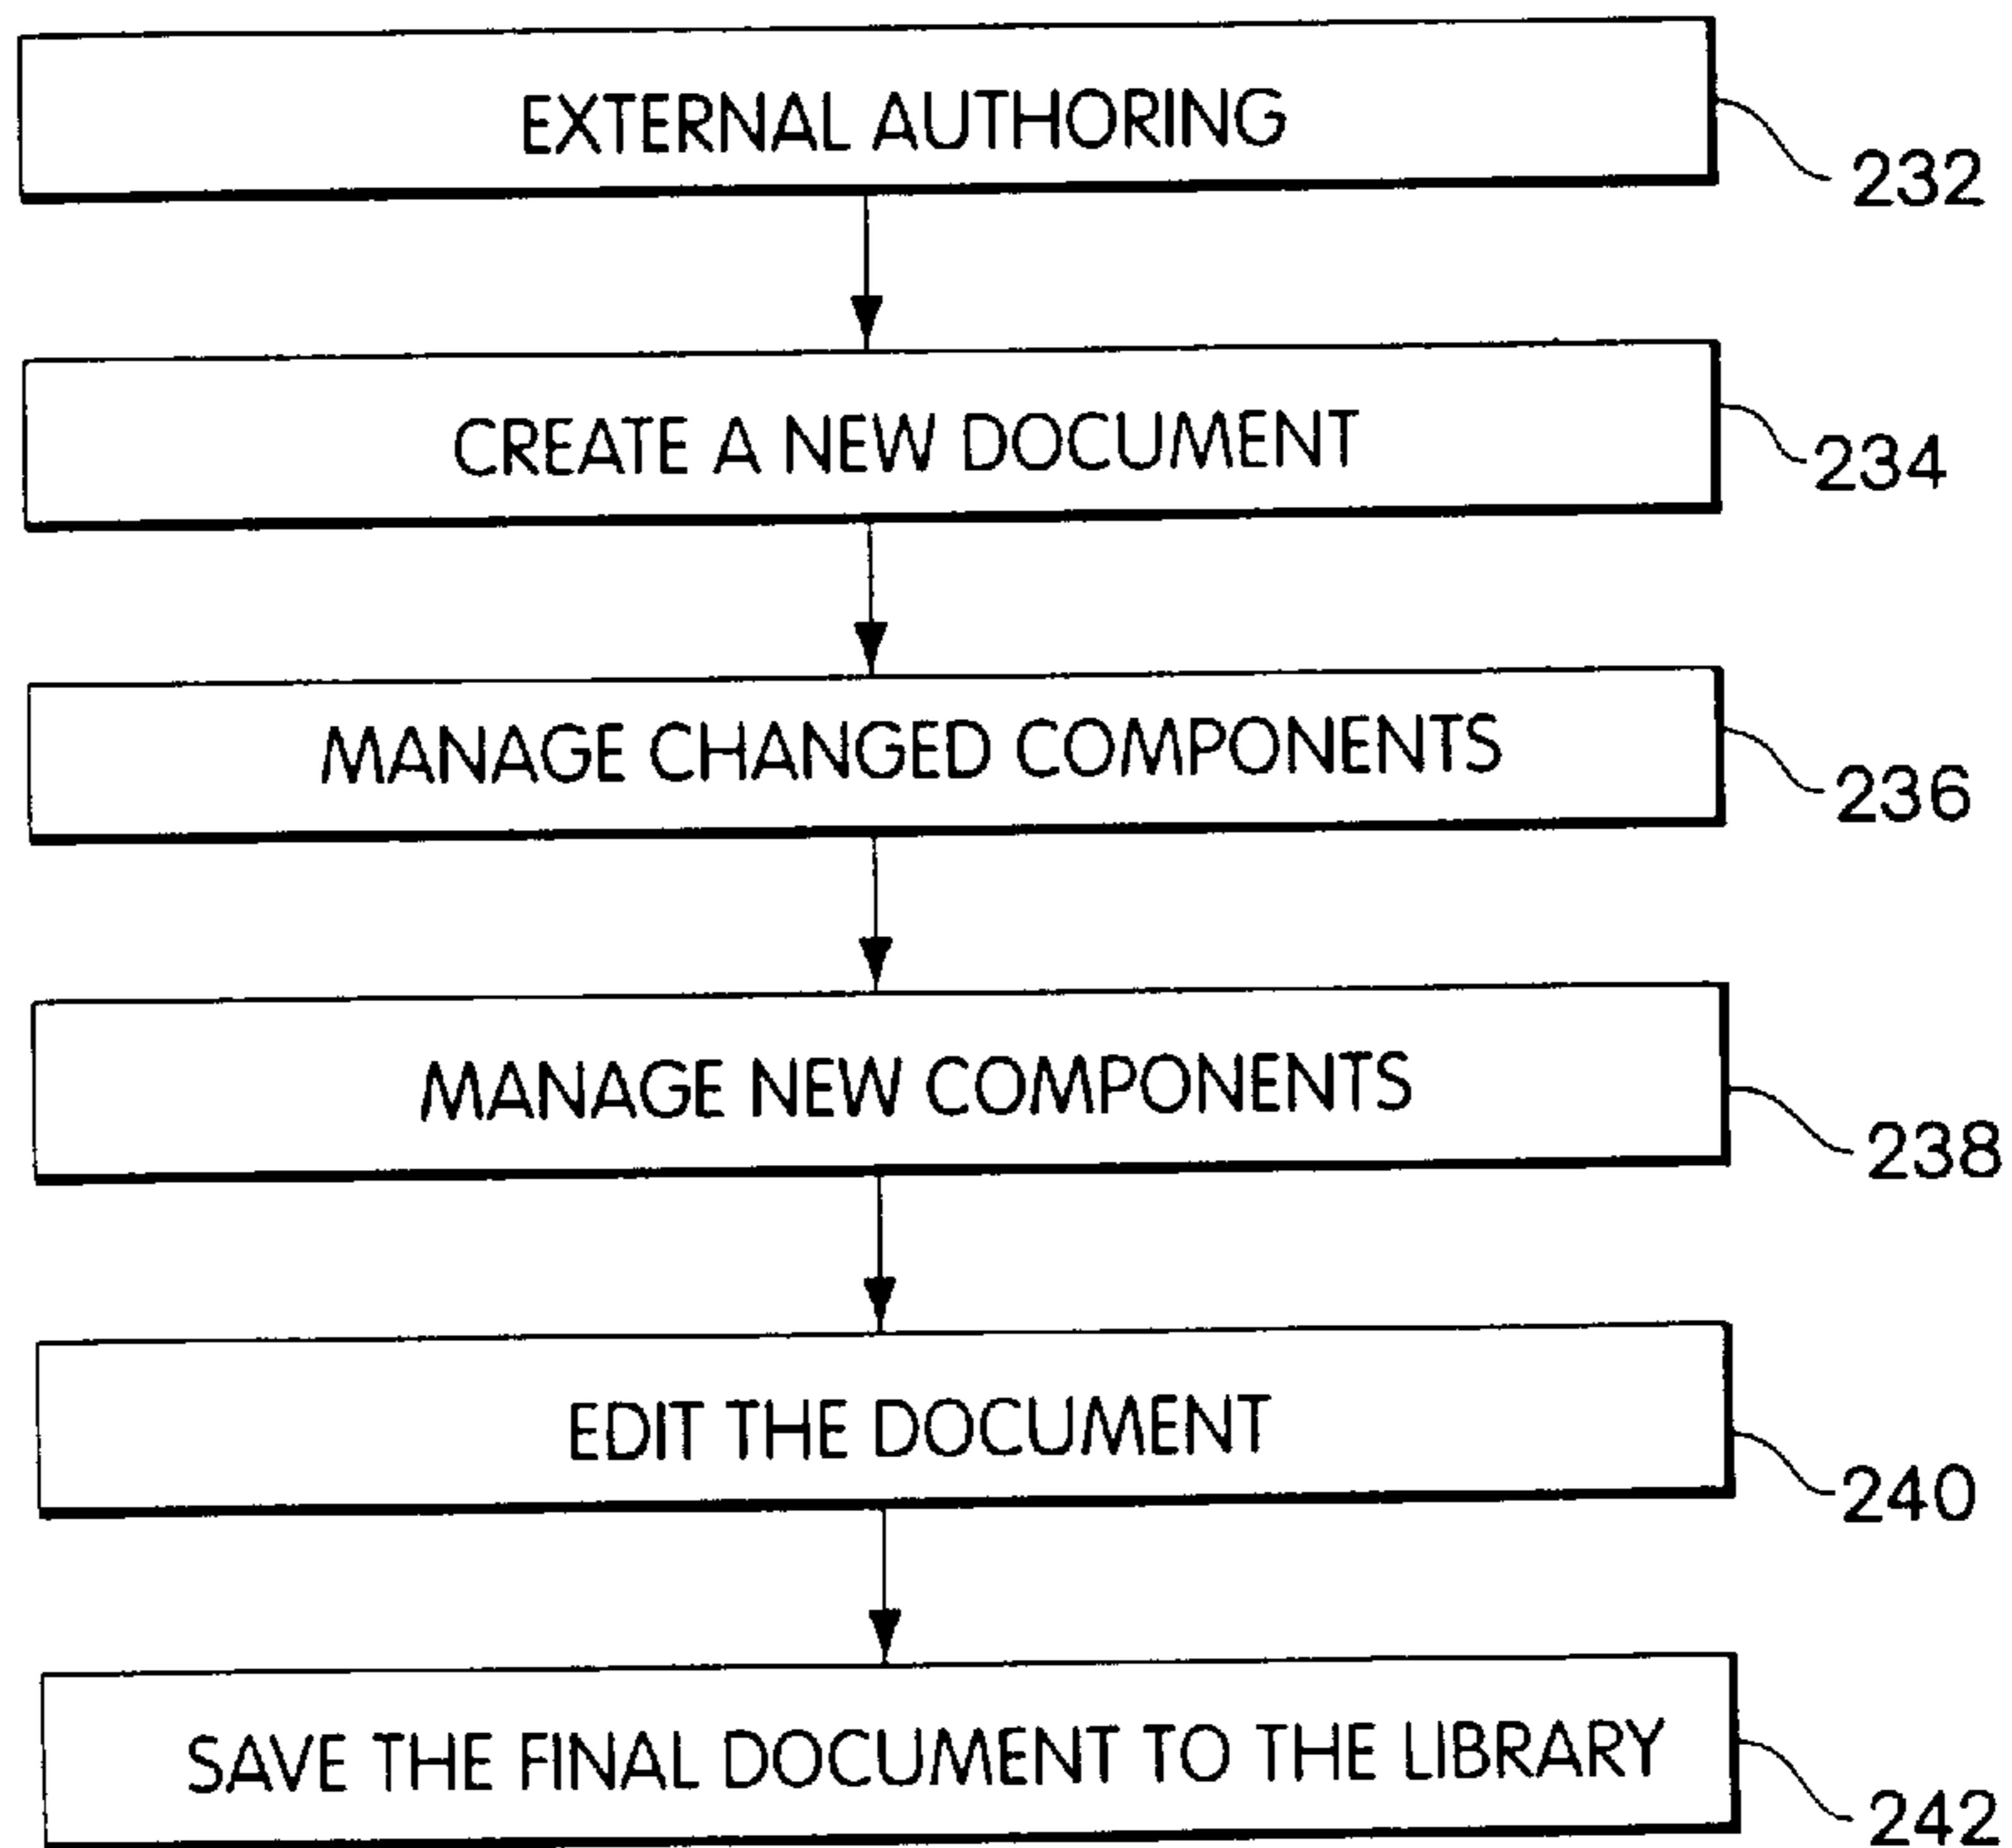 EXTERNAL AUTHORING
232
CREATE A NEW DOCUMENT
234
MANAGE CHANGED COMPONENTS
236
MANAGE NEW COMPONENTS
238
EDIT THE DOCUMENT
240
SAVE THE FINAL DOCUMENT TO THE LIBRARY
242